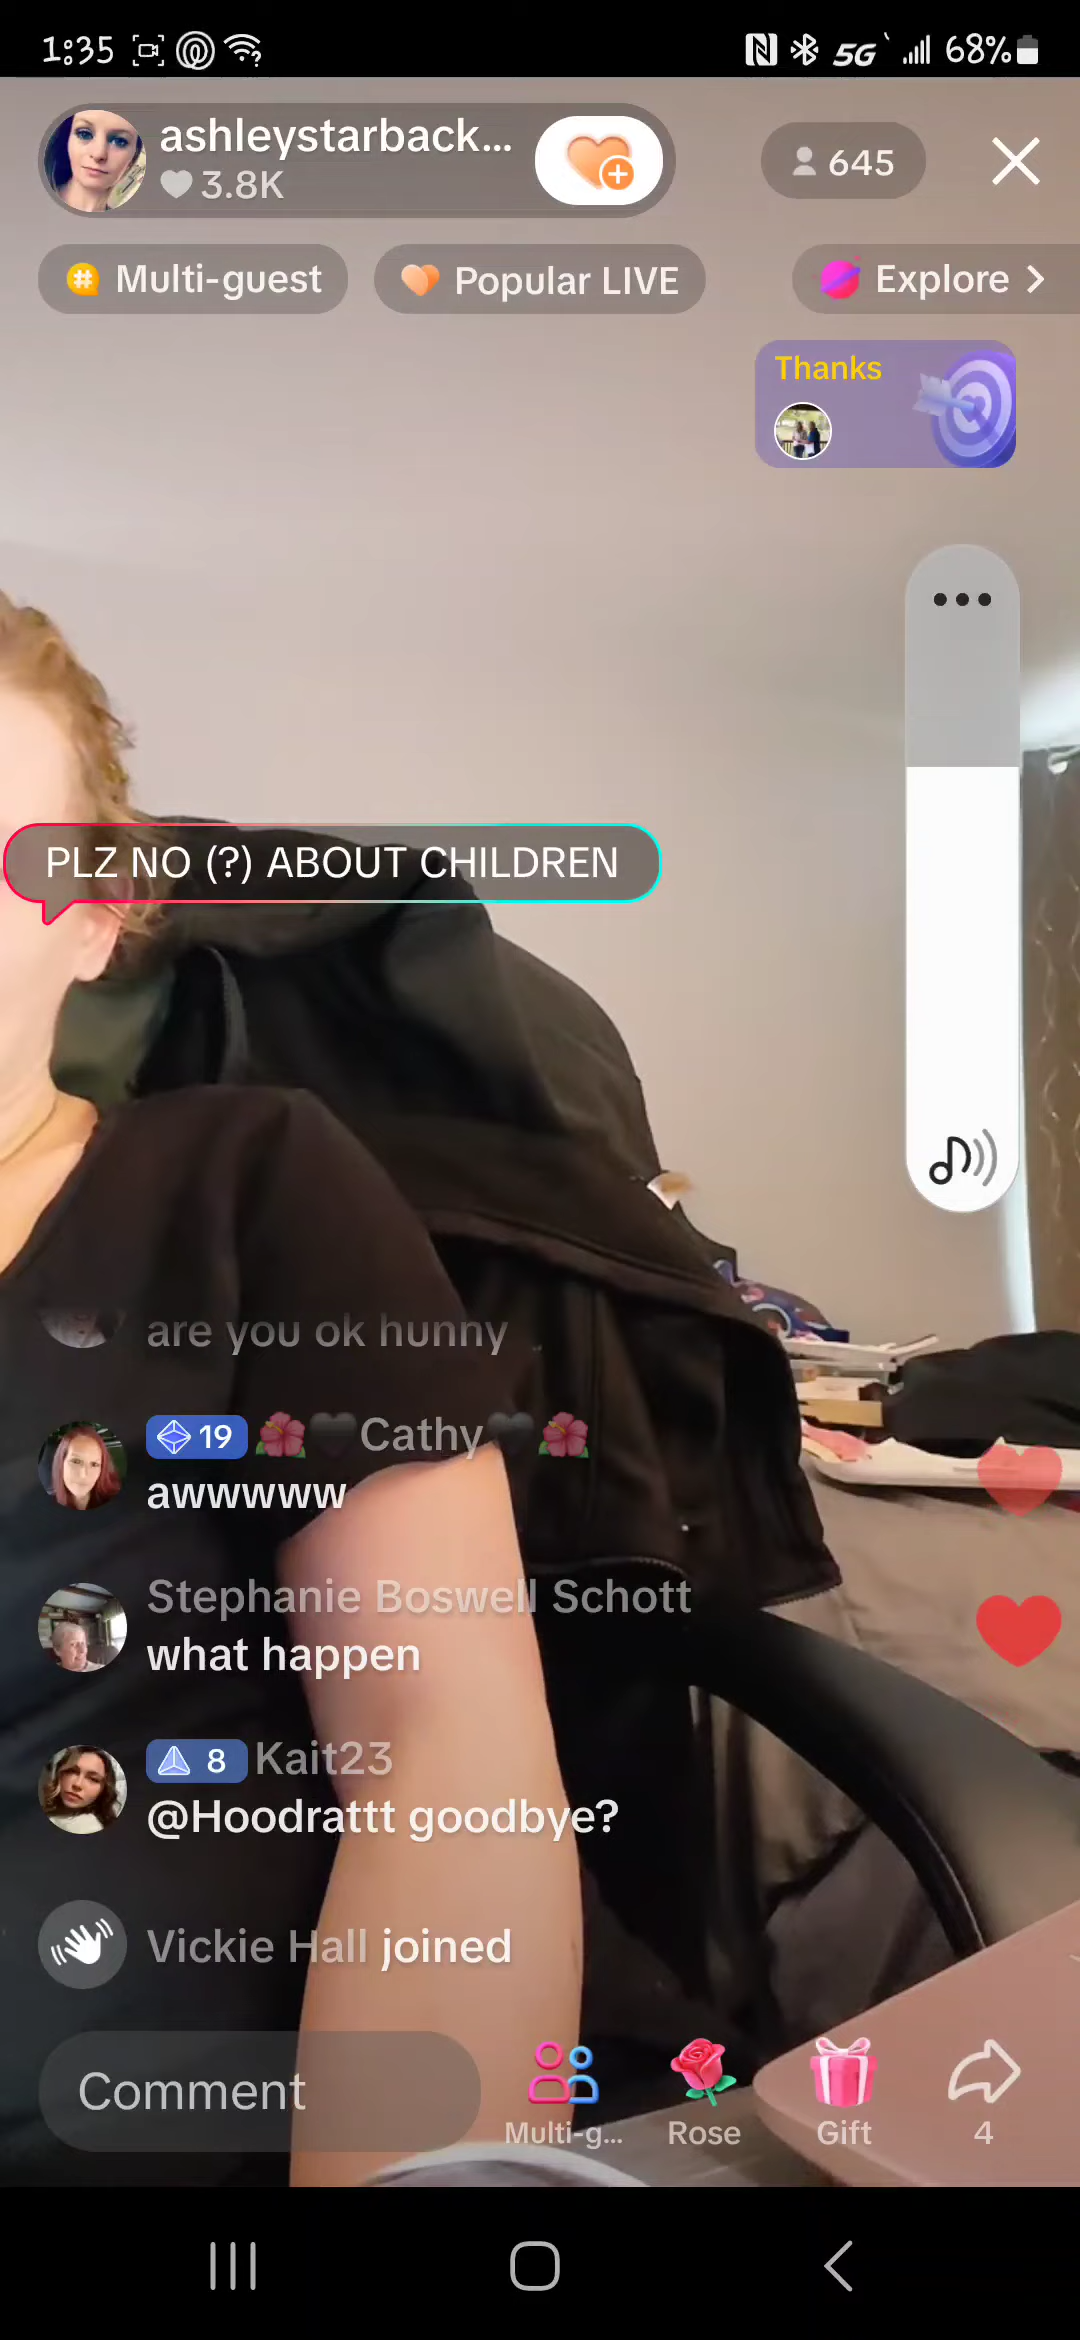 1:35 5G 68%
ashleystarback...
3.8K
645
Multi-guest Popular LIVE Explore >
Thanks
PLZ NO (?) ABOUT CHILDREN
are you ok hunny
19 🌺🖤Cathy🖤🌺
awwwww
Stephanie Boswell Schott
what happen
8 Kait23
@Hoodrattt goodbye?
Vickie Hall joined
Comment
Multi-g... Rose Gift 4